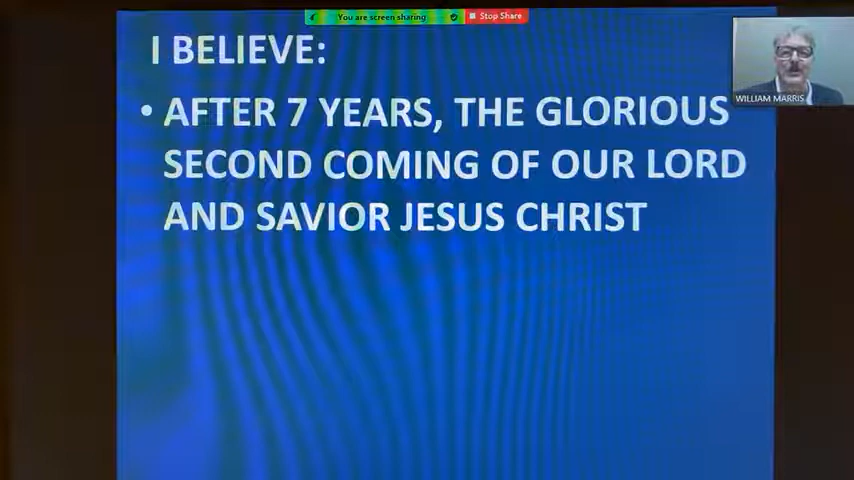 You are screen sharing
Stop Share
I BELIEVE:
WILLIAM MARRIS
• AFTER 7 YEARS, THE GLORIOUS
SECOND COMING OF OUR LORD
AND SAVIOR JESUS CHRIST